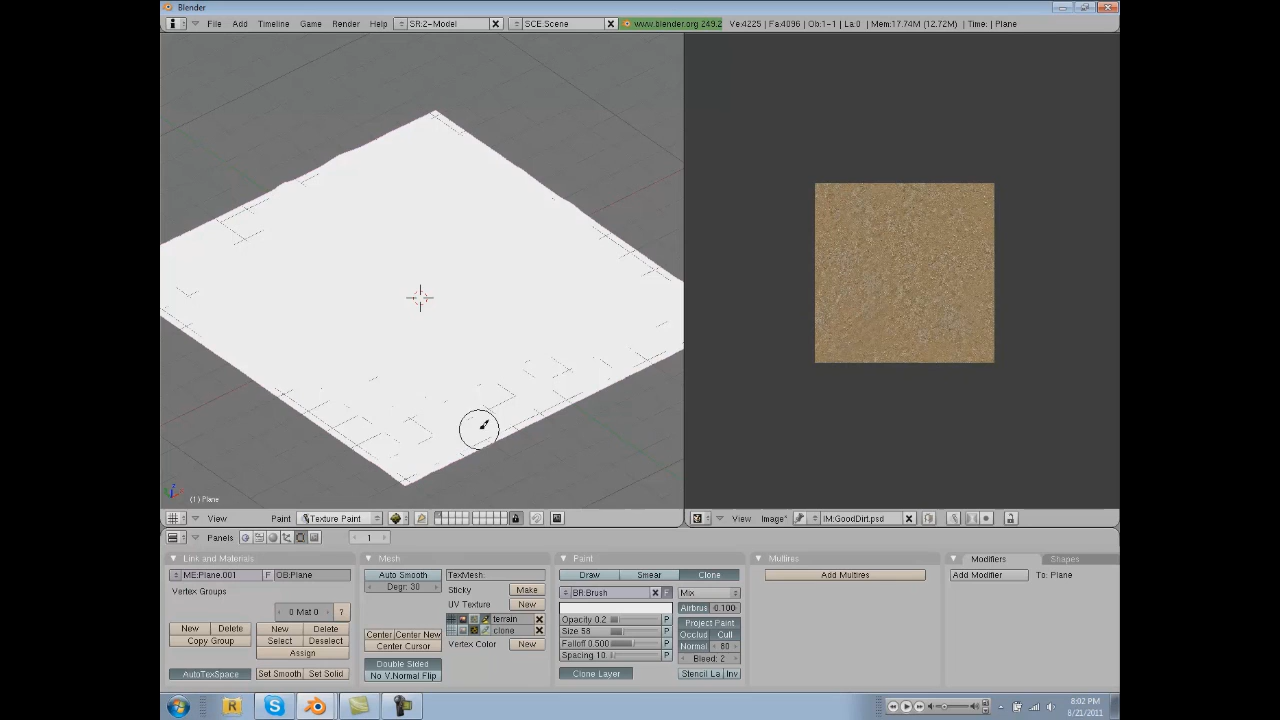 Blender
File Add Timeline Game Render Help SR:2-Model SCE:Scene www.blender.org 249.2 Ve:4225 | Fa:4096 | Ob:1-1 | La:0 | Mem:17.74M (12.72M) | Time: | Plane
(1) Plane
View Paint Texture Paint
View Image* IM:GoodDirt.psd
Panels 1
Link and Materials
ME:Plane.001 F OB:Plane
Vertex Groups
0 Mat 0 ?
New Delete New Delete
Copy Group Select Deselect
Assign
AutoTexSpace Set Smooth Set Solid
Mesh
Auto Smooth TexMesh:
Degr: 30
Sticky Make
UV Texture New
terrain
clone
Center Center New Vertex Color New
Center Cursor
Double Sided
No V.Normal Flip
Paint
Draw Smear Clone
BR:Brush F Mix
Airbrus 0.100
Opacity 0.2 P Project Paint
Size 58 P Occlud Cull
Falloff 0.500 P Normal 80
Spacing 10. P Bleed: 2
Clone Layer Stencil La Inv
Multires
Add Multires
Modifiers Shapes
Add Modifier To: Plane
8:02 PM
8/21/2011